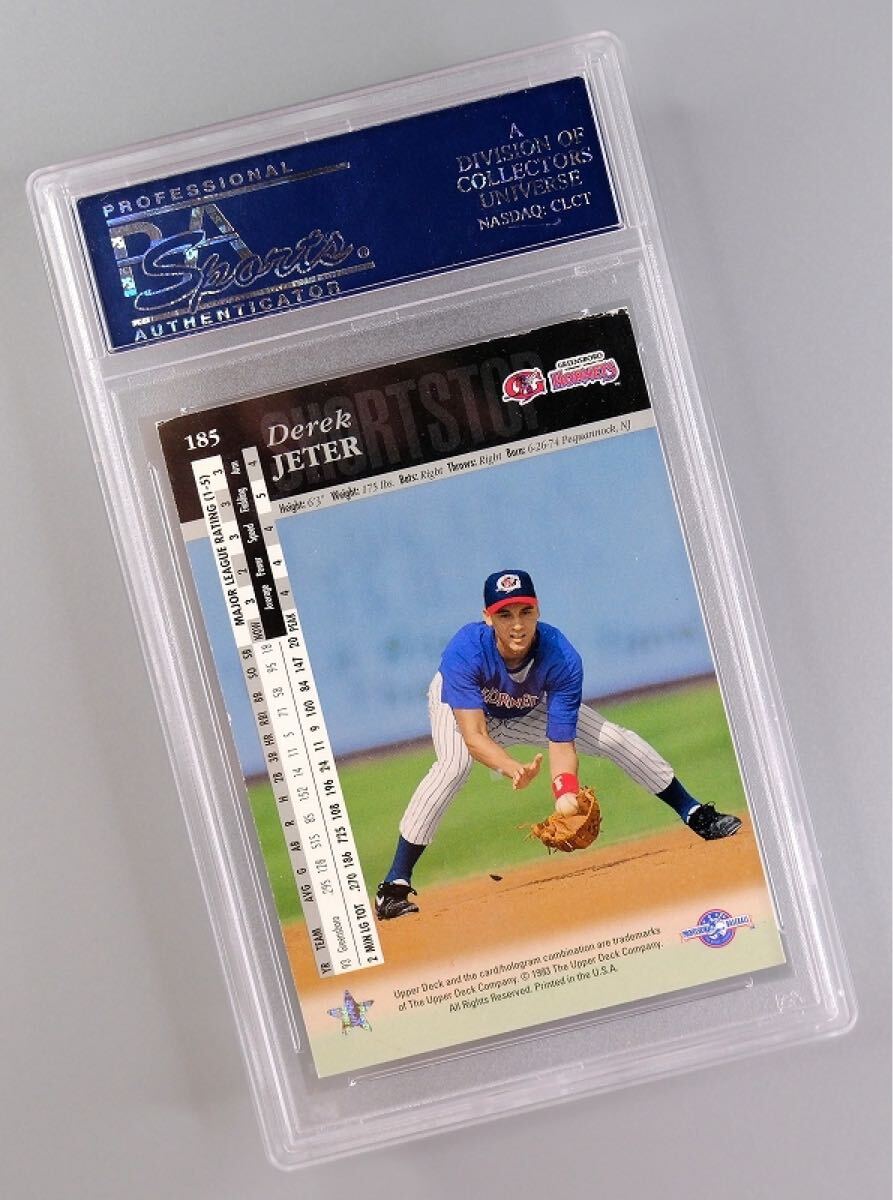 PROFESSIONAL
PSA
Sports.
AUTHENTICATOR
A
DIVISION OF
COLLECTORS
UNIVERSE
NASDAQ: CLCT
185
Derek
JETER
SHORTSTOP
G
GREENSBORO
HORNETS
Height: 6'3" Weight: 175 lbs. Bats: Right Throws: Right Born: 6-26-74 Pequannock, NJ
MAJOR LEAGUE RATING (1-5)
Average Power Speed Fielding Arm
NOW 3 2 3 3 3
PEAK 4 4 4 5 4
YR TEAM AVG G AB R H 2B 3B HR RBI BB SO SB
93 Greensboro .295 128 515 85 152 14 11 5 71 58 95 18
2 MIN LG TOT .270 186 725 108 196 24 11 9 100 84 147 20
HORNET
Upper Deck and the card/hologram combination are trademarks
of The Upper Deck Company. © 1993 The Upper Deck Company.
All Rights Reserved. Printed in the U.S.A.